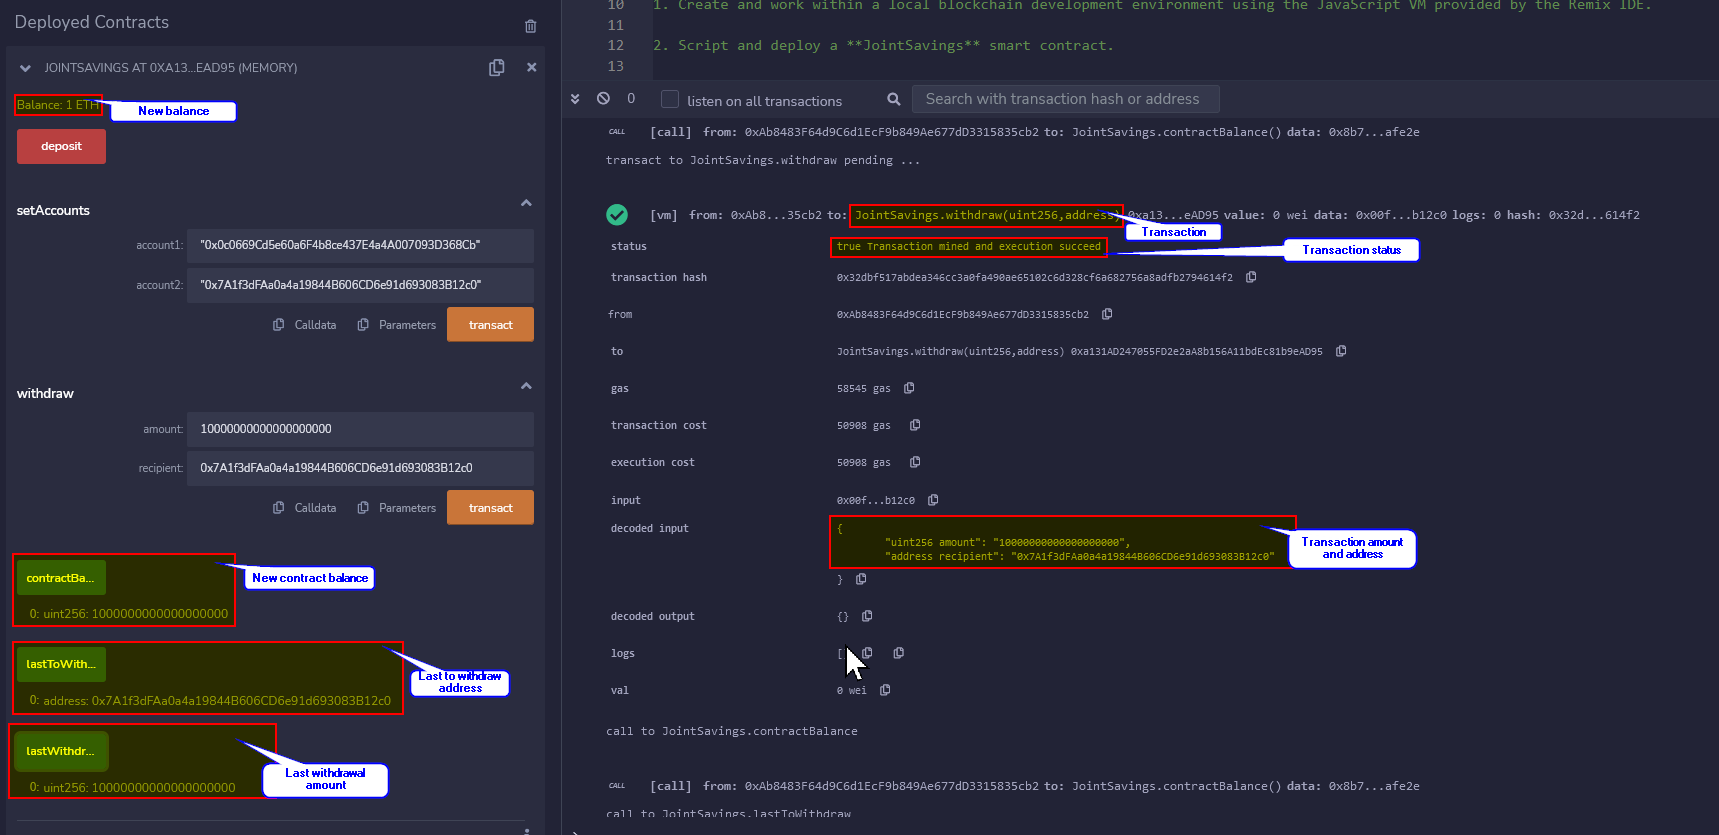 Deployed Contracts
JOINTSAVINGS AT 0XA13...EAD95 (MEMORY)
Balance: 1 ETH
New balance
deposit
setAccounts
account1: "0x0c0669Cd5e60a6F4b8ce437E4a4A007093D368Cb"
account2: "0x7A1f3dFAa0a4a19844B606CD6e91d693083B12c0"
Calldata Parameters transact
withdraw
amount: 10000000000000000000
recipient: 0x7A1f3dFAa0a4a19844B606CD6e91d693083B12c0
Calldata Parameters transact
contractBa...
New contract balance
0: uint256: 1000000000000000000
lastToWith...
Last to withdraw
address
0: address: 0x7A1f3dFAa0a4a19844B606CD6e91d693083B12c0
lastWithdr...
Last withdrawal
amount
0: uint256: 10000000000000000000
10 1. Create and work within a local blockchain development environment using the JavaScript VM provided by the Remix IDE.
11
12 2. Script and deploy a **JointSavings** smart contract.
13
0 listen on all transactions Search with transaction hash or address
CALL [call] from: 0xAb8483F64d9C6d1EcF9b849Ae677dD3315835cb2 to: JointSavings.contractBalance() data: 0x8b7...afe2e
transact to JointSavings.withdraw pending ...
[vm] from: 0xAb8...35cb2 to: JointSavings.withdraw(uint256,address) 0xa13...eAD95 value: 0 wei data: 0x00f...b12c0 logs: 0 hash: 0x32d...614f2
Transaction
status true Transaction mined and execution succeed
Transaction status
transaction hash 0x32dbf517abdea346cc3a0fa490ae65102c6d328cf6a682756a8adfb2794614f2
from 0xAb8483F64d9C6d1EcF9b849Ae677dD3315835cb2
to JointSavings.withdraw(uint256,address) 0xa131AD247055FD2e2aA8b156A11bdEc81b9eAD95
gas 58545 gas
transaction cost 50908 gas
execution cost 50908 gas
input 0x00f...b12c0
decoded input {
"uint256 amount": "10000000000000000000",
"address recipient": "0x7A1f3dFAa0a4a19844B606CD6e91d693083B12c0"
}
Transaction amount
and address
decoded output {}
logs [
val 0 wei
call to JointSavings.contractBalance
CALL [call] from: 0xAb8483F64d9C6d1EcF9b849Ae677dD3315835cb2 to: JointSavings.contractBalance() data: 0x8b7...afe2e
call to JointSavings.lastToWithdraw
>